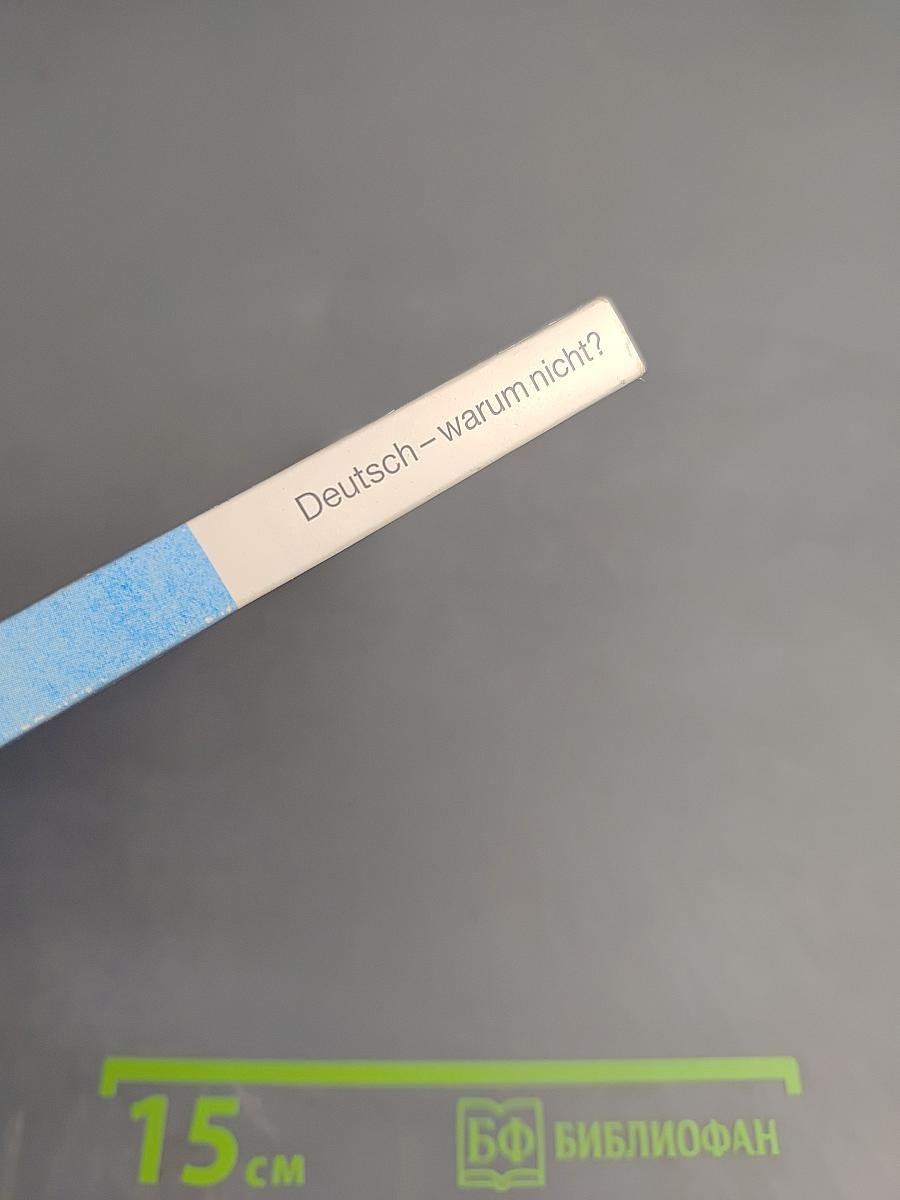 Deutsch – warum nicht?
15 см
БФ БИБЛИОФАН